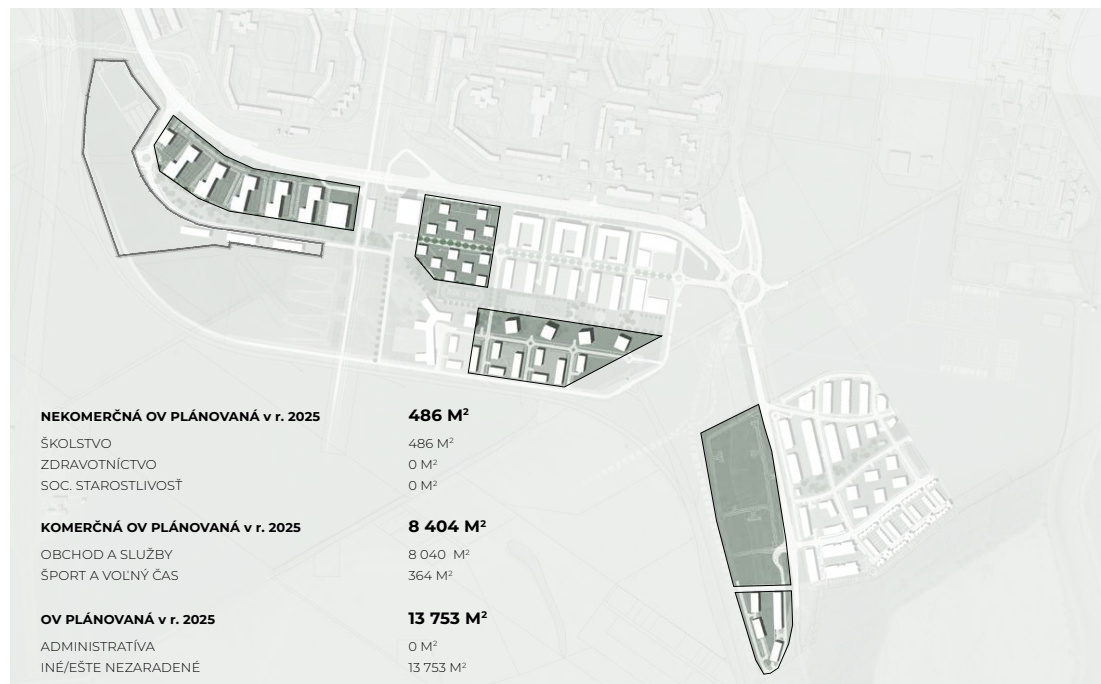 NEKOMERČNÁ OV PLÁNOVANÁ v r. 2025 486 M²
ŠKOLSTVO 486 M²
ZDRAVOTNÍCTVO 0 M²
SOC. STAROSTLIVOSŤ 0 M²
KOMERČNÁ OV PLÁNOVANÁ v r. 2025 8 404 M²
OBCHOD A SLUŽBY 8 040 M²
ŠPORT A VOĽNÝ ČAS 364 M²
OV PLÁNOVANÁ v r. 2025 13 753 M²
ADMINISTRATÍVA 0 M²
INÉ/EŠTE NEZARADENÉ 13 753 M²